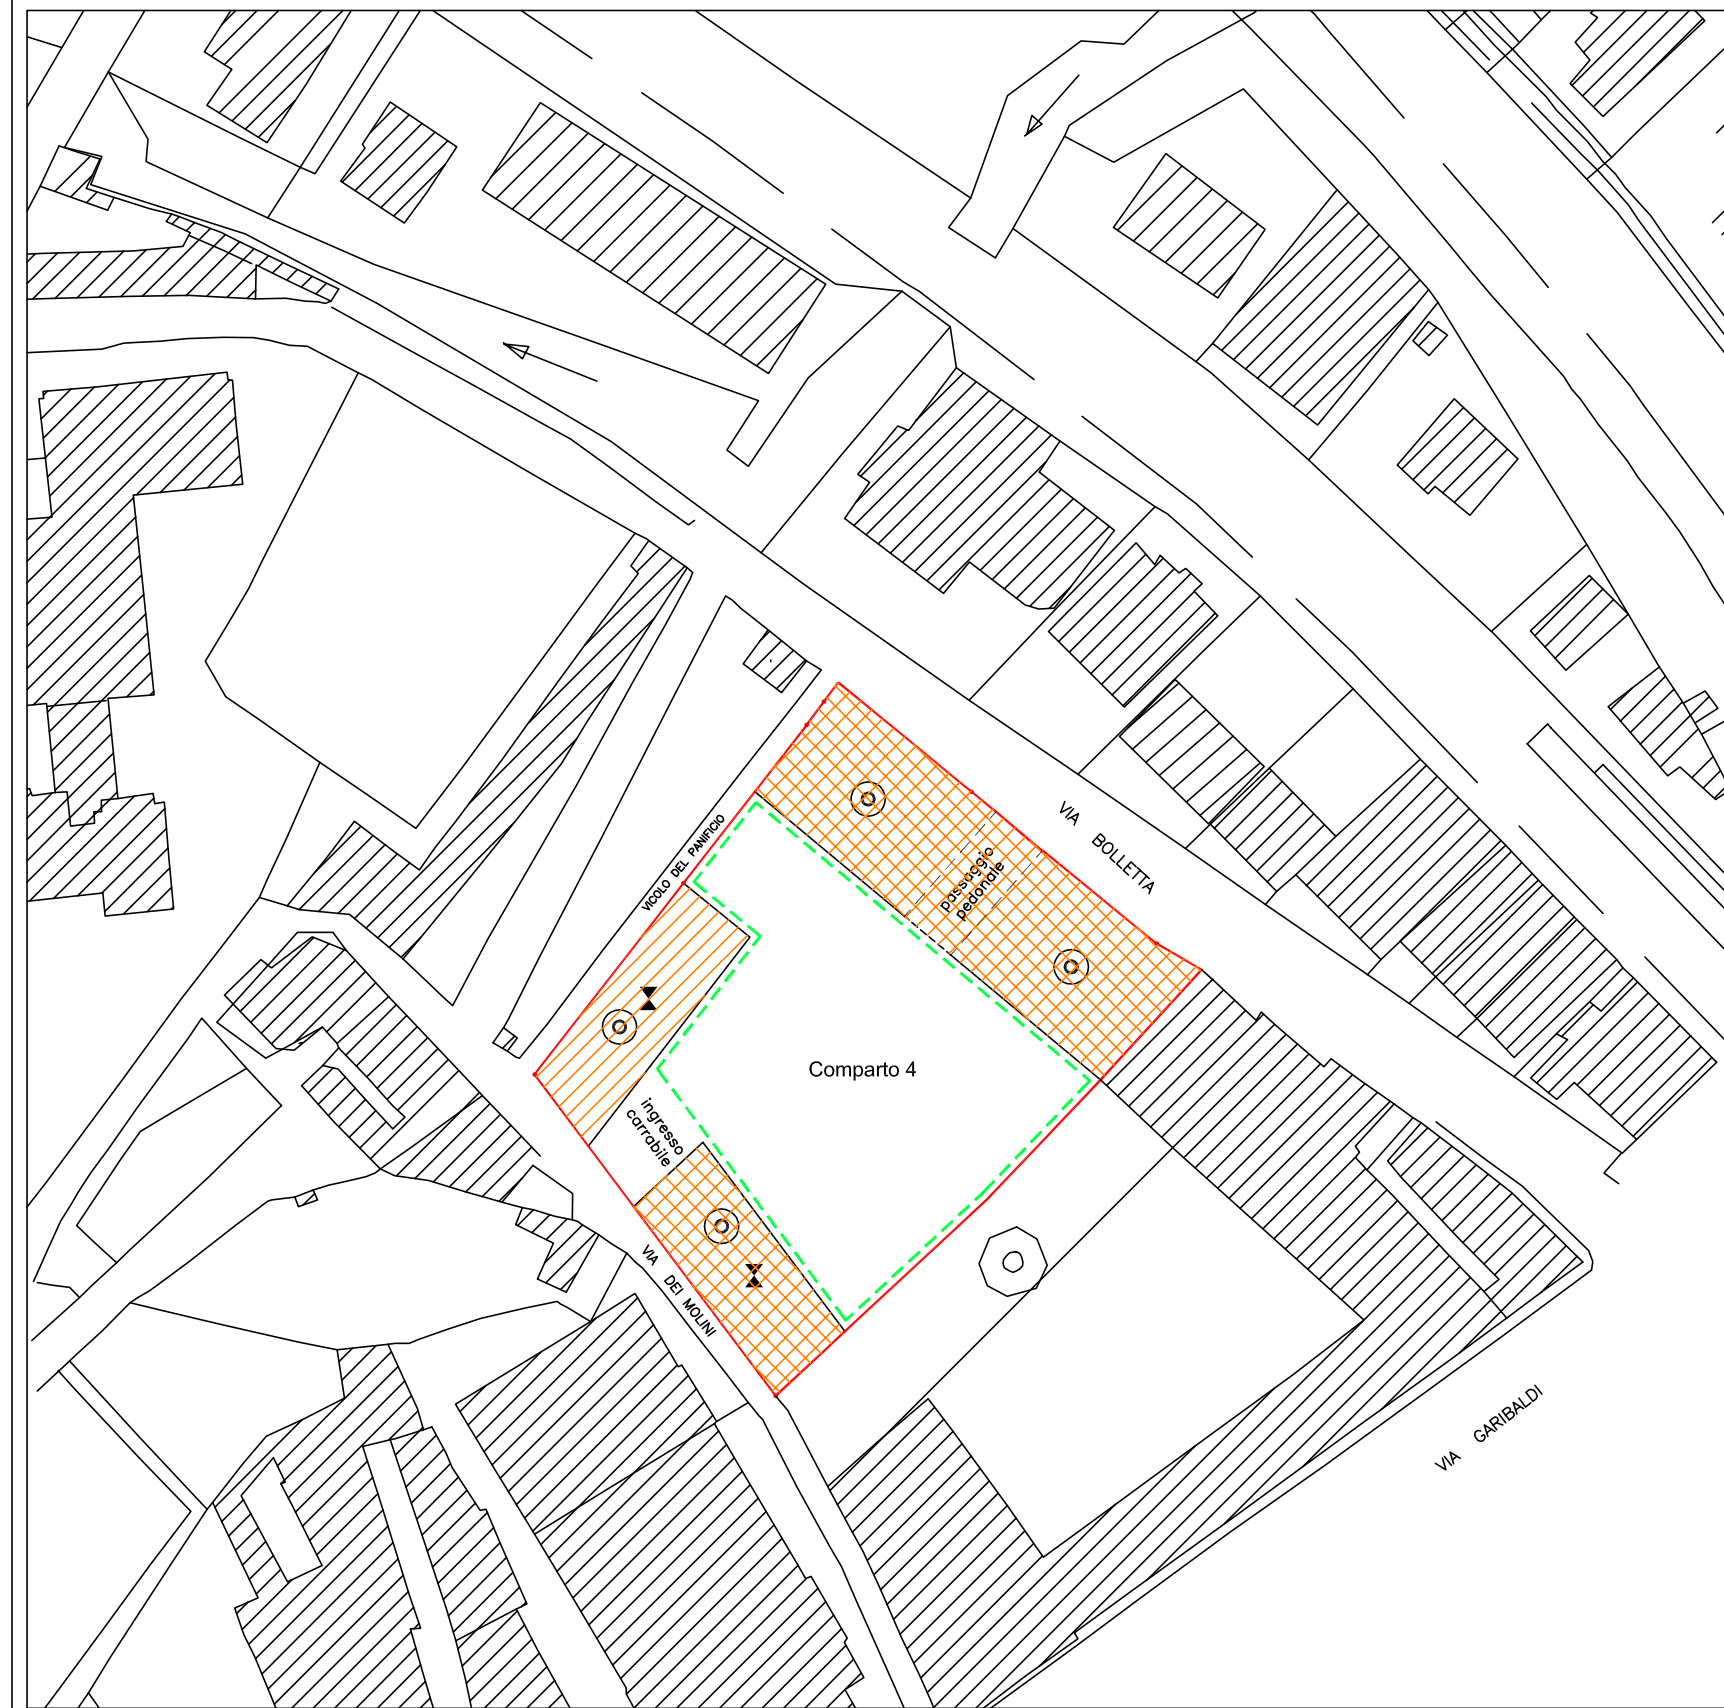 VIA BOLLETTA
VICOLO DEL PANIFICIO
passaggio
pedonale
Comparto 4
ingresso
carrabile
VIA DEI MOLINI
VIA GARIBALDI